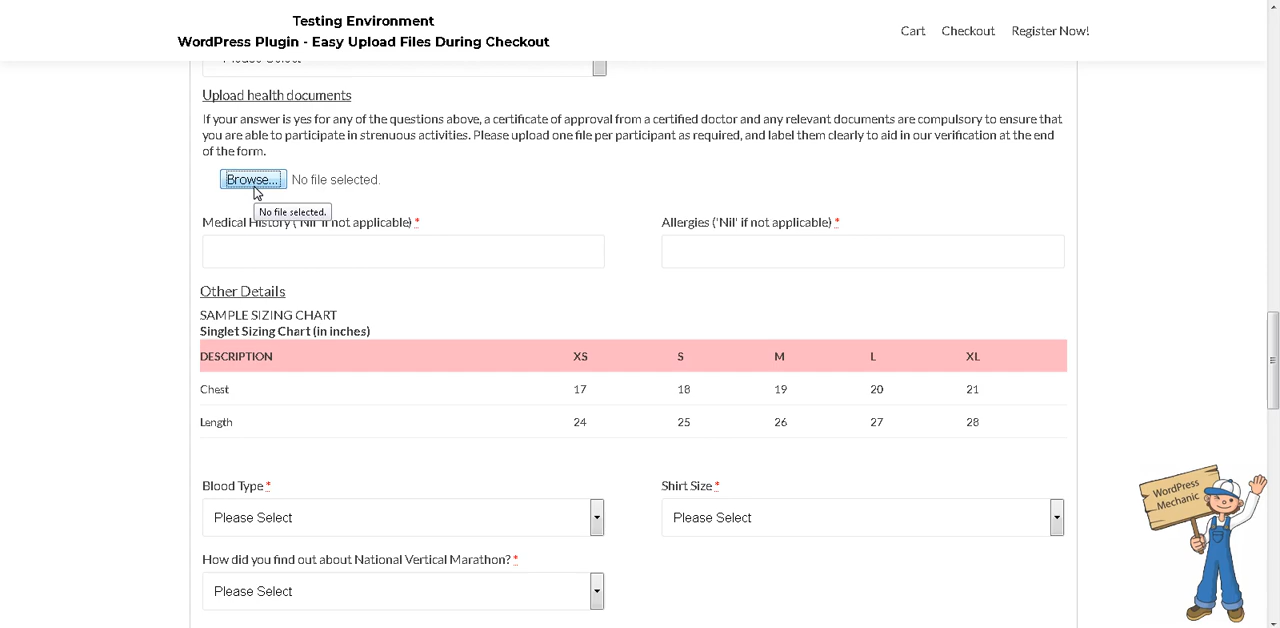 Testing Environment
WordPress Plugin - Easy Upload Files During Checkout
Cart Checkout Register Now!
Please Select
Upload health documents
If your answer is yes for any of the questions above, a certificate of approval from a certified doctor and any relevant documents are compulsory to ensure that
you are able to participate in strenuous activities. Please upload one file per participant as required, and label them clearly to aid in our verification at the end
of the form.
Browse... No file selected.
No file selected.
Medical History ('Nil' if not applicable) * Allergies ('Nil' if not applicable) *
Other Details
SAMPLE SIZING CHART
Singlet Sizing Chart (in inches)
DESCRIPTION XS S M L XL
Chest 17 18 19 20 21
Length 24 25 26 27 28
WordPress
Mechanic
Blood Type * Shirt Size *
Please Select Please Select
How did you find out about National Vertical Marathon? *
Please Select